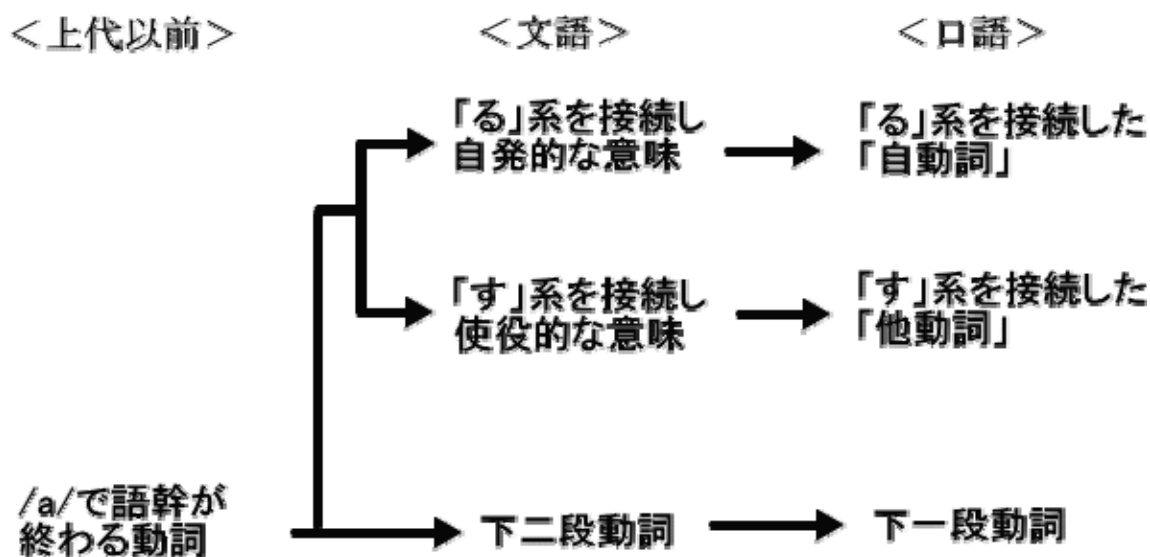 ＜上代以前＞
＜文語＞
＜口語＞
「る」系を接続し
自発的な意味
「る」系を接続した
「自動詞」
「す」系を接続し
使役的な意味
「す」系を接続した
「他動詞」
/a/で語幹が
終わる動詞
下二段動詞
下一段動詞